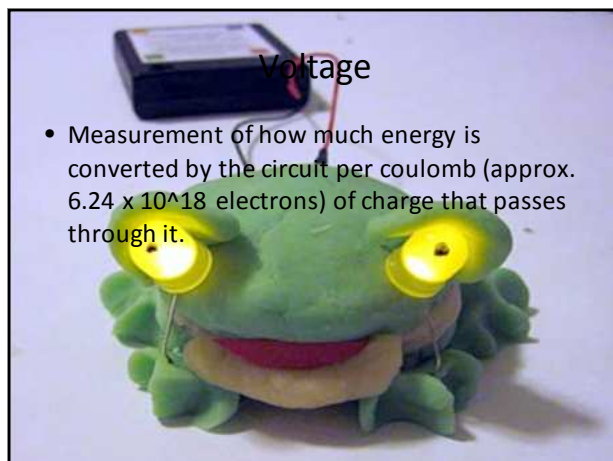 Voltage
• Measurement of how much energy is
converted by the circuit per coulomb (approx.
6.24 x 10^18 electrons) of charge that passes
through it.